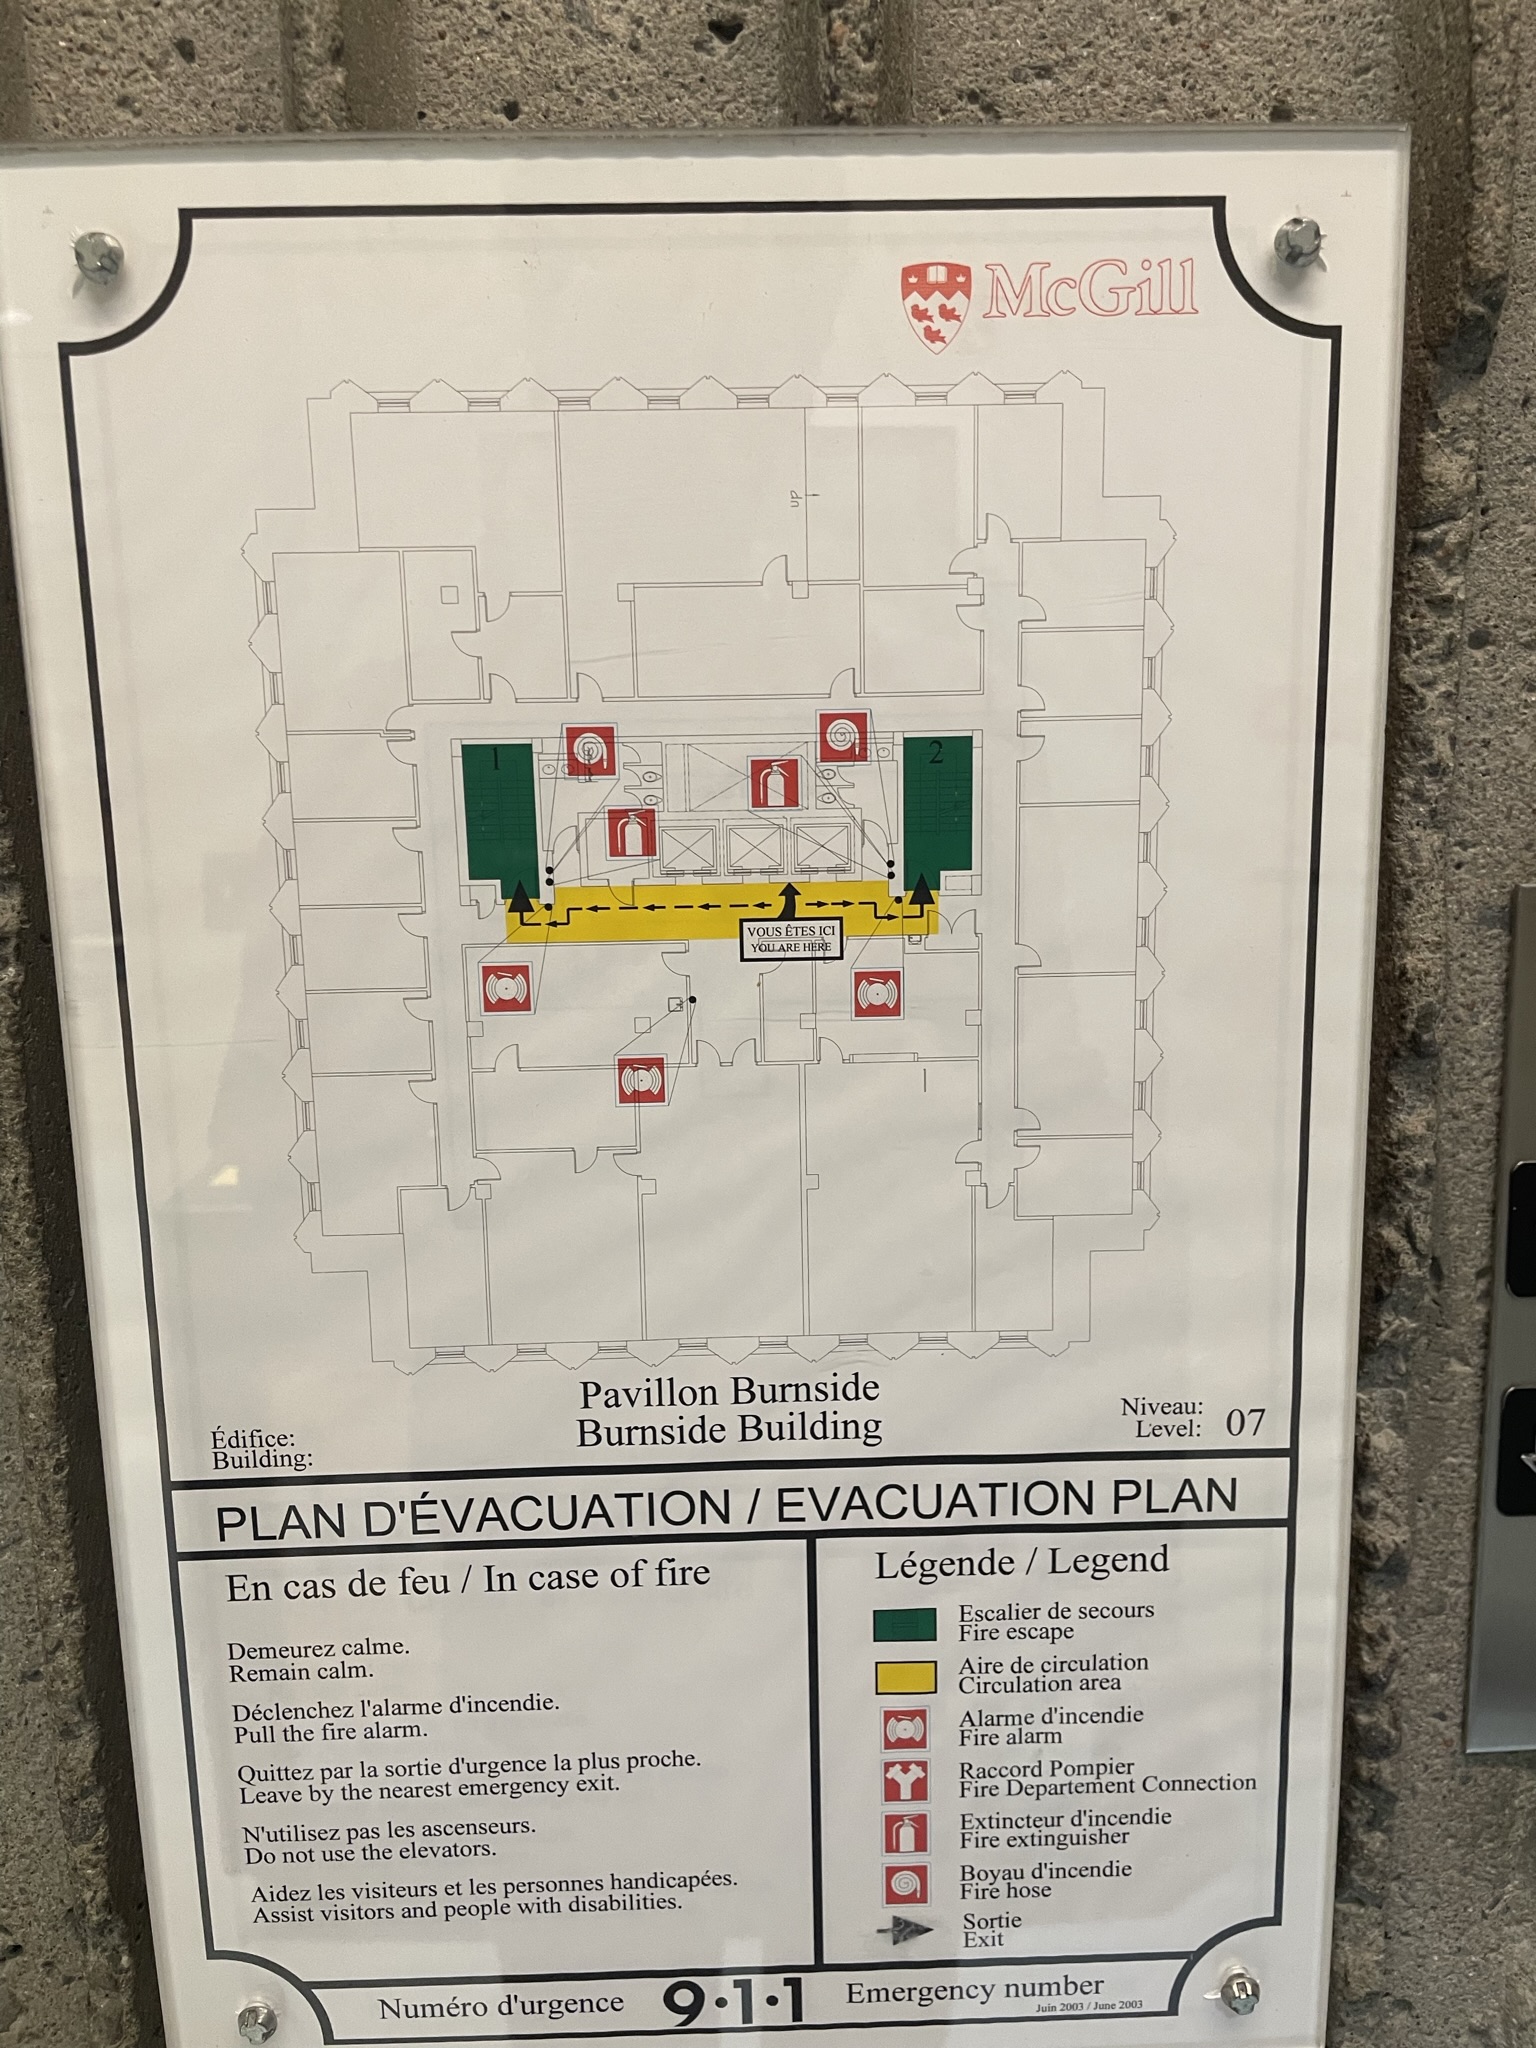 McGill
UP
1
2
VOUS ÊTES ICI
YOU ARE HERE
Pavillon Burnside
Burnside Building
Édifice:
Building:
Niveau:
Level: 07
PLAN D'ÉVACUATION / EVACUATION PLAN
En cas de feu / In case of fire
Demeurez calme.
Remain calm.
Déclenchez l'alarme d'incendie.
Pull the fire alarm.
Quittez par la sortie d'urgence la plus proche.
Leave by the nearest emergency exit.
N'utilisez pas les ascenseurs.
Do not use the elevators.
Aidez les visiteurs et les personnes handicapées.
Assist visitors and people with disabilities.
Légende / Legend
Escalier de secours
Fire escape
Aire de circulation
Circulation area
Alarme d'incendie
Fire alarm
Raccord Pompier
Fire Departement Connection
Extincteur d'incendie
Fire extinguisher
Boyau d'incendie
Fire hose
Sortie
Exit
Numéro d'urgence 9·1·1 Emergency number
Juin 2003 / June 2003